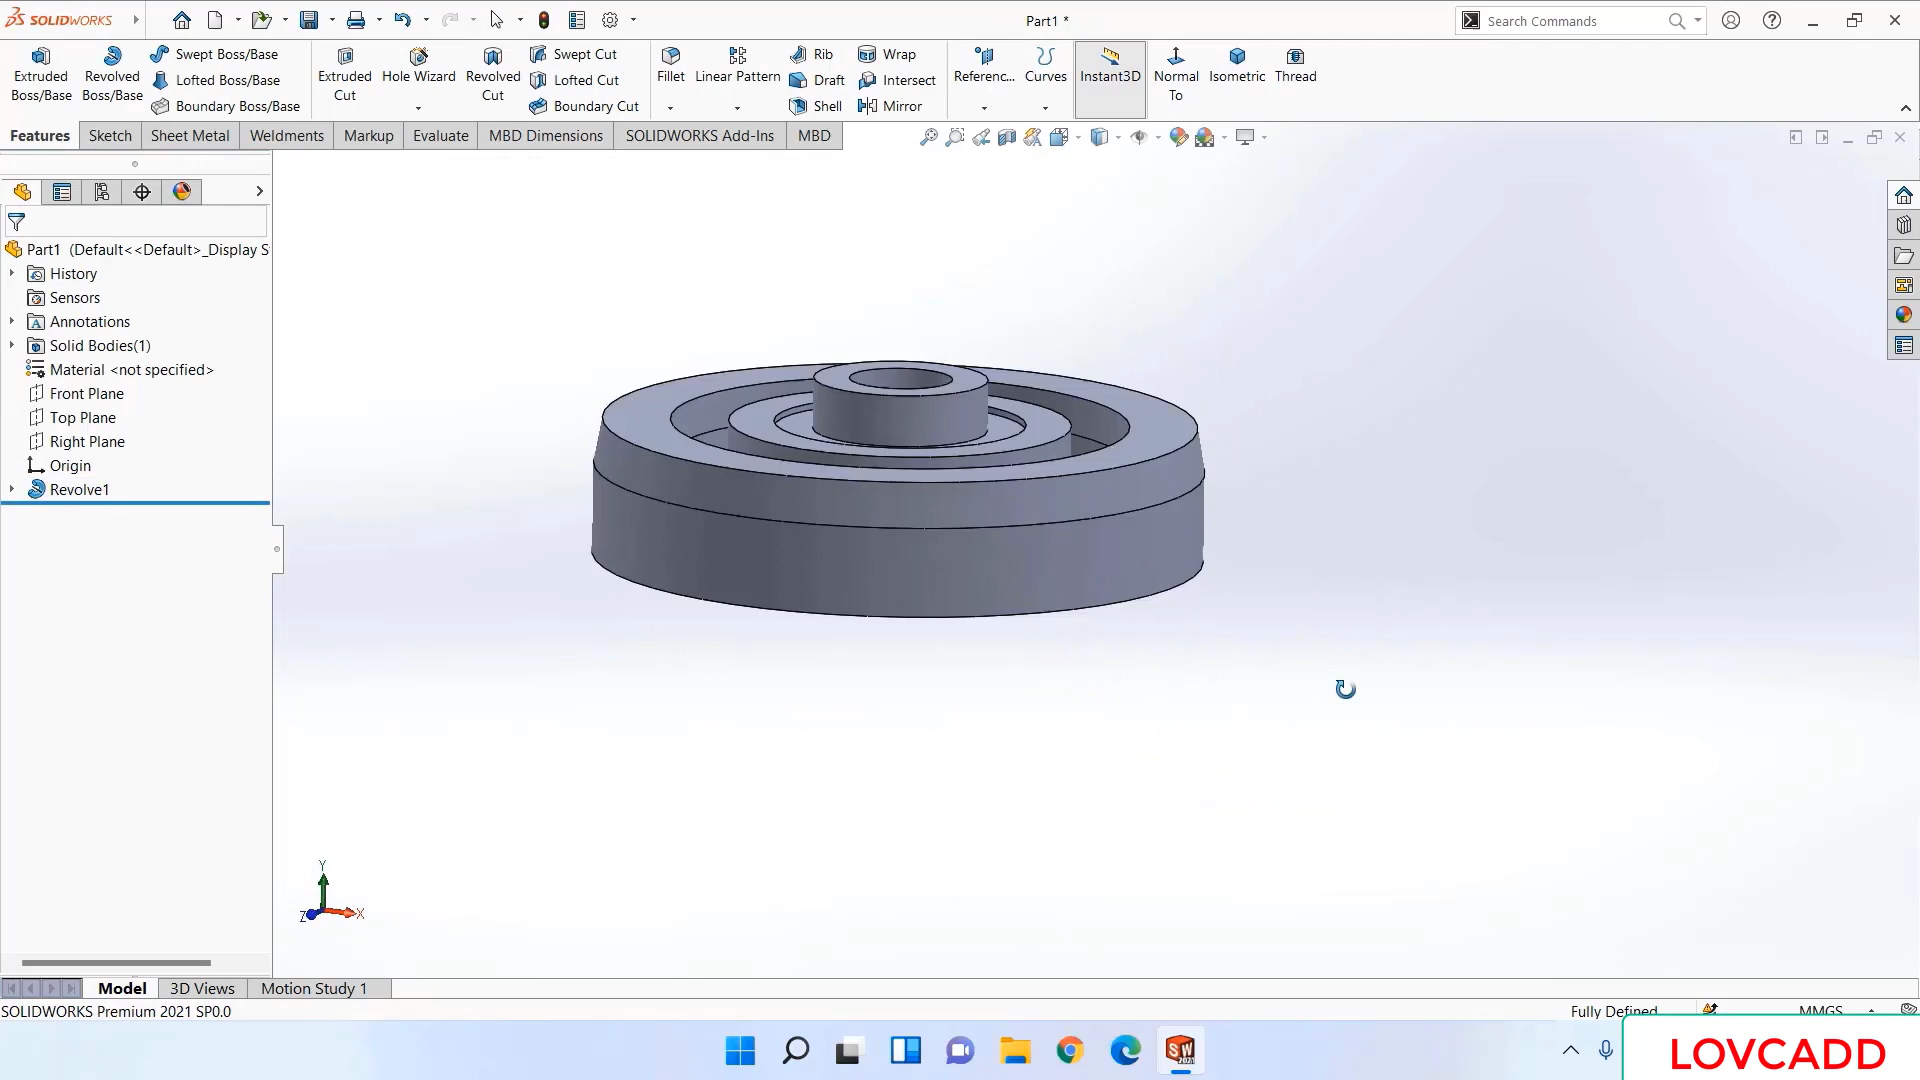 SOLIDWORKS
Part1 *
Search Commands
Extruded Boss/Base
Revolved Boss/Base
Swept Boss/Base
Lofted Boss/Base
Boundary Boss/Base
Extruded Cut
Hole Wizard
Revolved Cut
Swept Cut
Lofted Cut
Boundary Cut
Fillet
Linear Pattern
Rib
Draft
Shell
Wrap
Intersect
Mirror
Referenc...
Curves
Instant3D
Normal To
Isometric
Thread
Features
Sketch
Sheet Metal
Weldments
Markup
Evaluate
MBD Dimensions
SOLIDWORKS Add-Ins
MBD
Part1 (Default<<Default>_Display S
History
Sensors
Annotations
Solid Bodies(1)
Material <not specified>
Front Plane
Top Plane
Right Plane
Origin
Revolve1
Y
Z
X
Model
3D Views
Motion Study 1
SOLIDWORKS Premium 2021 SP0.0
Fully Defined
MMGS
SW
2021
LOVCADD